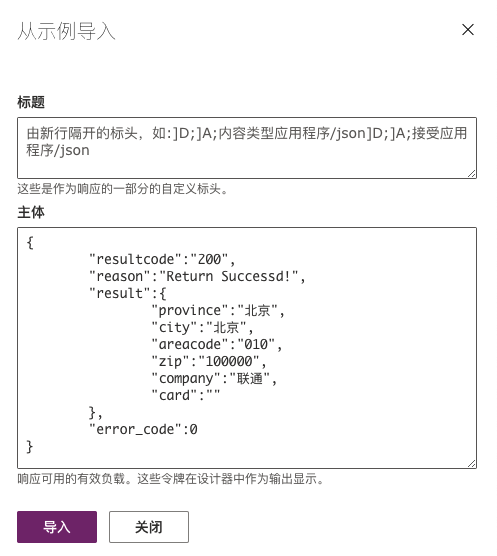 从示例导入
标题
由新行隔开的标头，如:]D;]A;内容类型应用程序/json]D;]A;接受应用
程序/json
这些是作为响应的一部分的自定义标头。
主体
{
"resultcode":"200",
"reason":"Return Successd!",
"result":{
"province":"北京",
"city":"北京",
"areacode":"010",
"zip":"100000",
"company":"联通",
"card":""
},
"error_code":0
}
响应可用的有效负载。这些令牌在设计器中作为输出显示。
导入
关闭